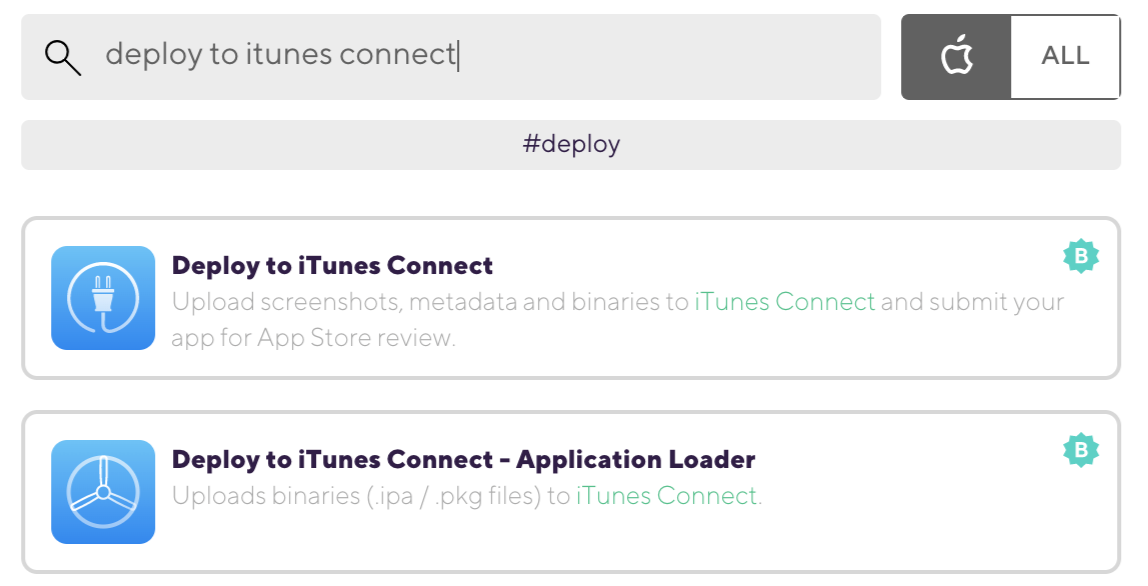 deploy to itunes connect
ALL
#deploy
Deploy to iTunes Connect
B
Upload screenshots, metadata and binaries to iTunes Connect and submit your
app for App Store review.
Deploy to iTunes Connect - Application Loader
B
Uploads binaries (.ipa / .pkg files) to iTunes Connect.